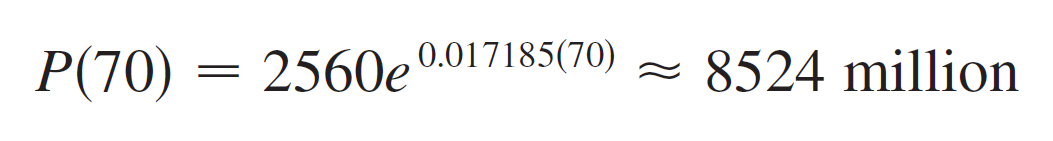 P(70) = 2560e^{0.017185(70)} ≈ 8524 million